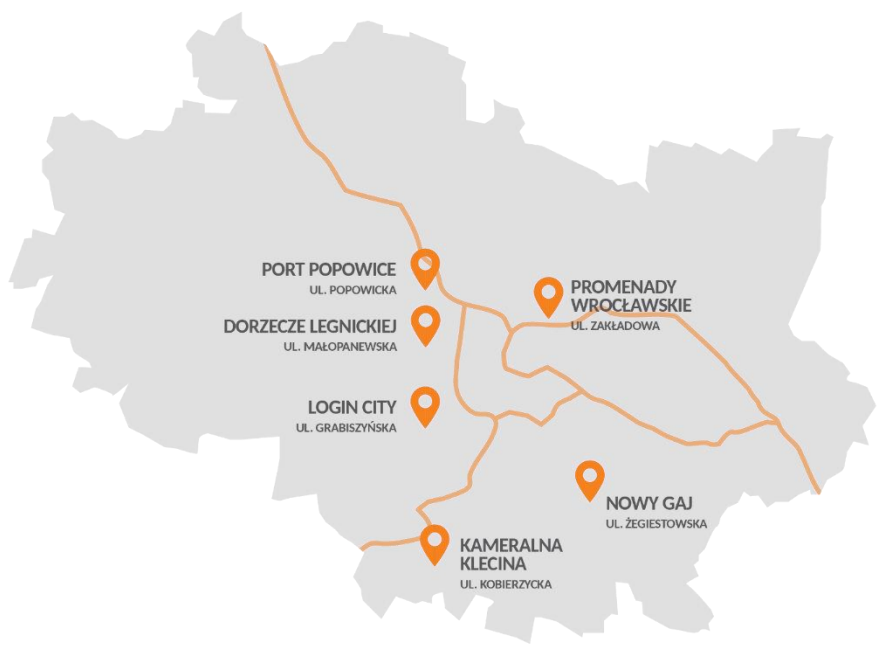 PORT POPOWICE
UL. POPOWICKA
PROMENADY
WROCŁAWSKIE
UL. ZAKŁADOWA
DORZECZE LEGNICKIEJ
UL. MAŁOPANEWSKA
LOGIN CITY
UL. GRABISZYŃSKA
NOWY GAJ
UL. ŻEGIESTOWSKA
KAMERALNA
KLECINA
UL. KOBIERZYCKA